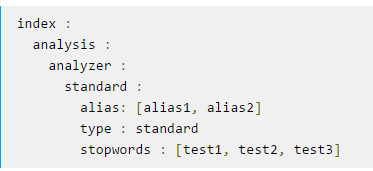 index :
  analysis :
    analyzer :
      standard :
        alias: [alias1, alias2]
        type : standard
        stopwords : [test1, test2, test3]